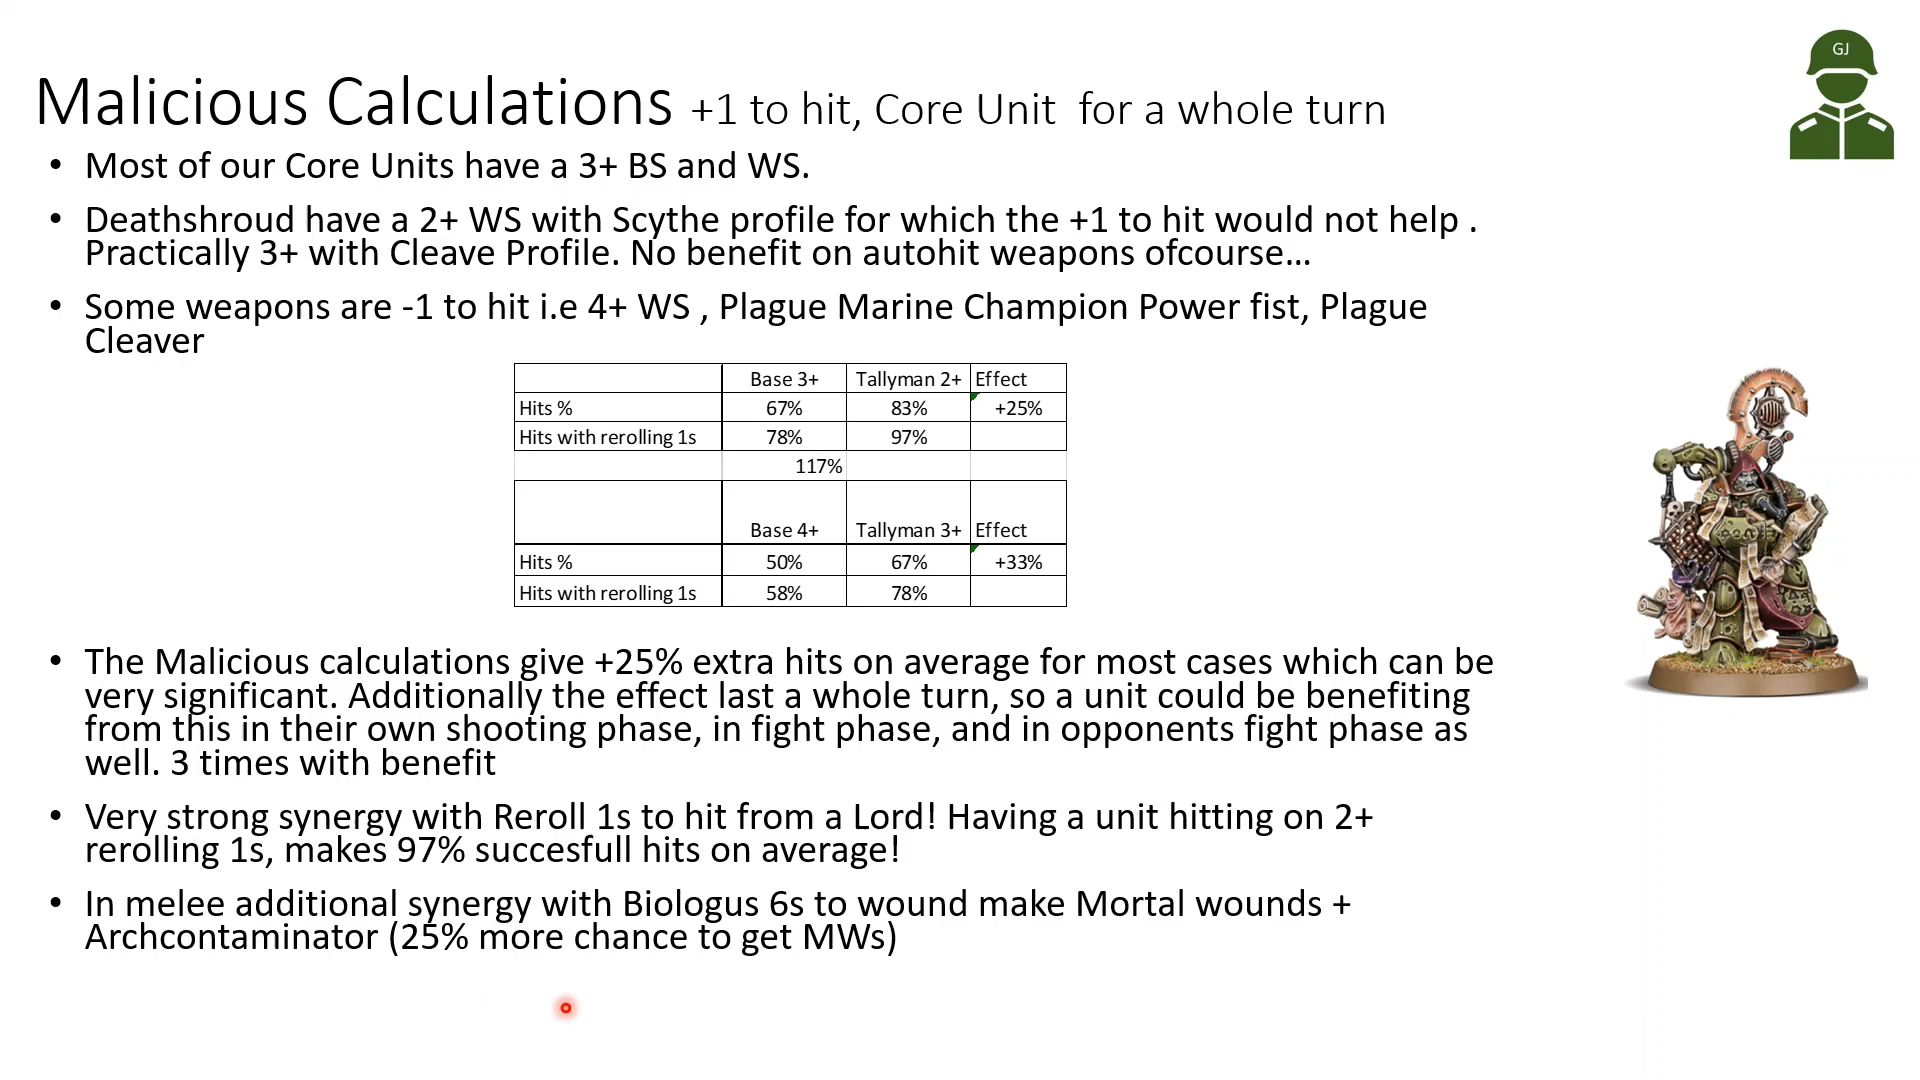 GJ
Malicious Calculations +1 to hit, Core Unit for a whole turn
• Most of our Core Units have a 3+ BS and WS.
• Deathshroud have a 2+ WS with Scythe profile for which the +1 to hit would not help .
Practically 3+ with Cleave Profile. No benefit on autohit weapons ofcourse…
• Some weapons are -1 to hit i.e 4+ WS , Plague Marine Champion Power fist, Plague
Cleaver
Base 3+ Tallyman 2+ Effect
Hits % 67% 83% +25%
Hits with rerolling 1s 78% 97%
117%
Base 4+ Tallyman 3+ Effect
Hits % 50% 67% +33%
Hits with rerolling 1s 58% 78%
• The Malicious calculations give +25% extra hits on average for most cases which can be
very significant. Additionally the effect last a whole turn, so a unit could be benefiting
from this in their own shooting phase, in fight phase, and in opponents fight phase as
well. 3 times with benefit
• Very strong synergy with Reroll 1s to hit from a Lord! Having a unit hitting on 2+
rerolling 1s, makes 97% succesfull hits on average!
• In melee additional synergy with Biologus 6s to wound make Mortal wounds +
Archcontaminator (25% more chance to get MWs)